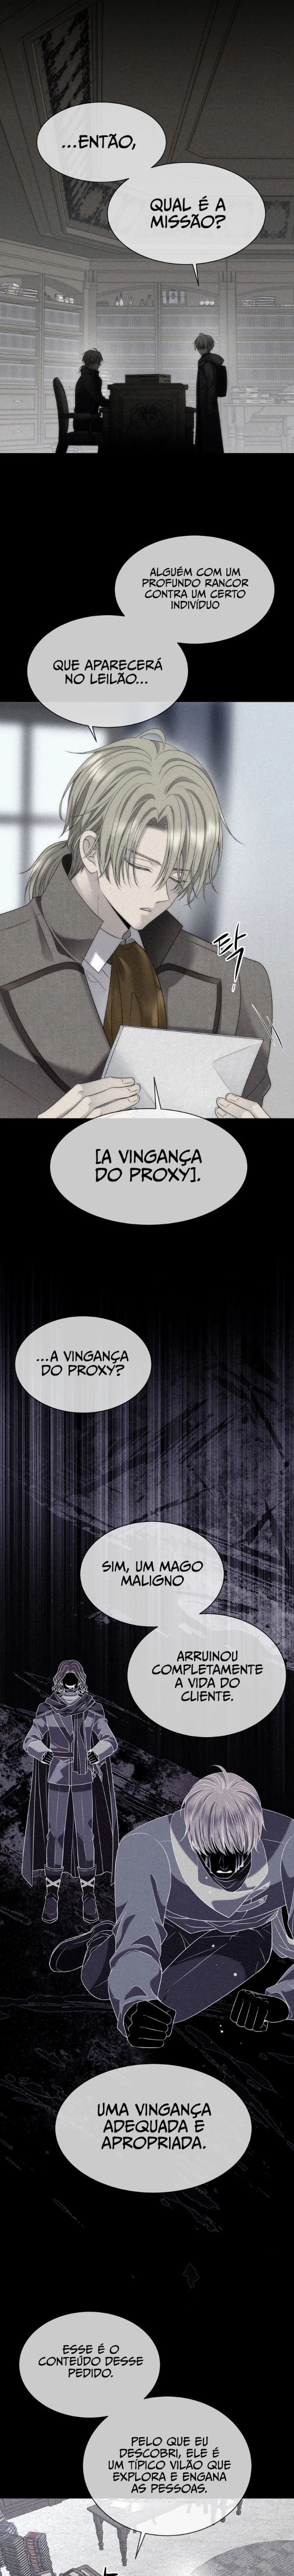 ...ENTÃO,
QUAL É A
MISSÃO?
ALGUÉM COM UM
PROFUNDO RANCOR
CONTRA UM CERTO
INDIVÍDUO
QUE APARECERÁ
NO LEILÃO...
탁
[A VINGANÇA
DO PROXY].
...A VINGANÇA
DO PROXY?
SIM, UM MAGO
MALIGNO
ARRUINOU
COMPLETAMENTE
A VIDA DO
CLIENTE.
UMA VINGANÇA
ADEQUADA E
APROPRIADA.
ESSE É O
CONTEÚDO DESSE
PEDIDO.
PELO QUE EU
DESCOBRI, ELE É
UM TÍPICO VILÃO QUE
EXPLORA E ENGANA
AS PESSOAS.